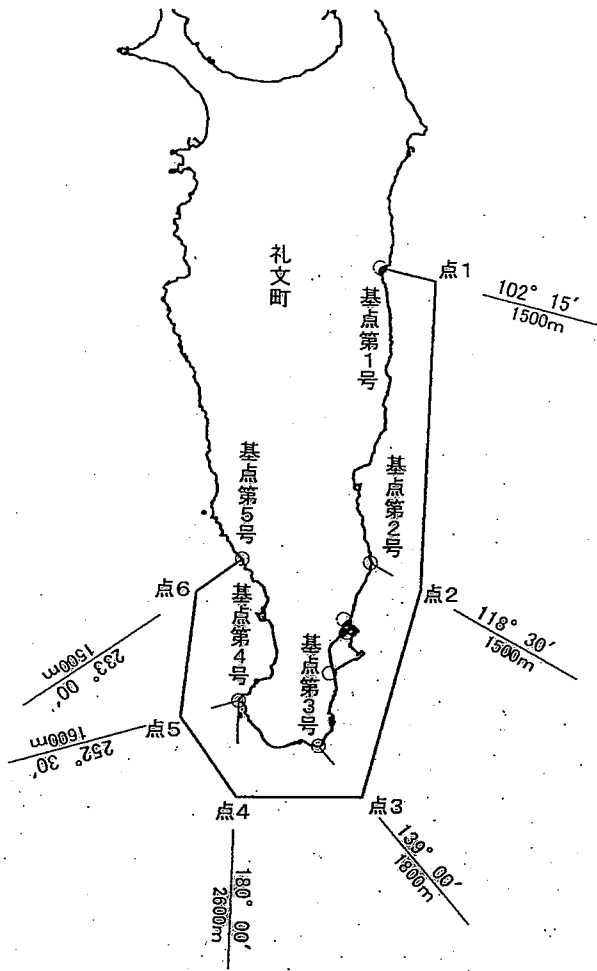 礼文町
点1
102° 15′
1500m
基点第1号
基点第2号
基点第5号
点6
点2
118° 30′
1500m
基点第4号
基点第3号
233° 00′
1500m
点5
252° 30′
1600m
点4
点3
139° 00′
1800m
180° 00′
2600m